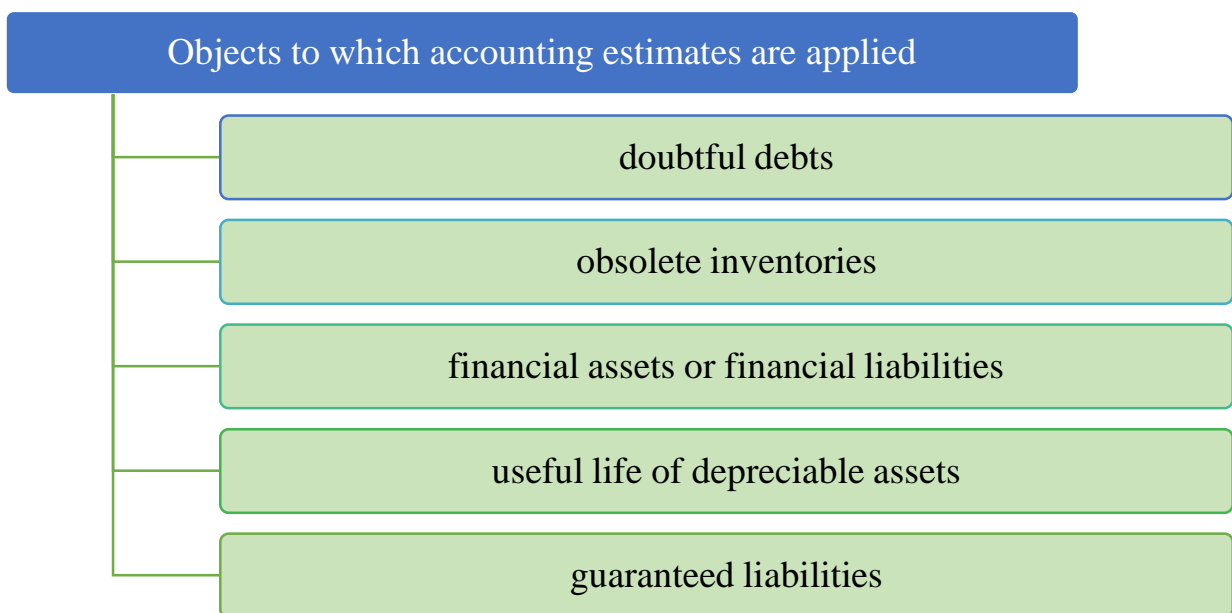 Objects to which accounting estimates are applied
doubtful debts
obsolete inventories
financial assets or financial liabilities
useful life of depreciable assets
guaranteed liabilities